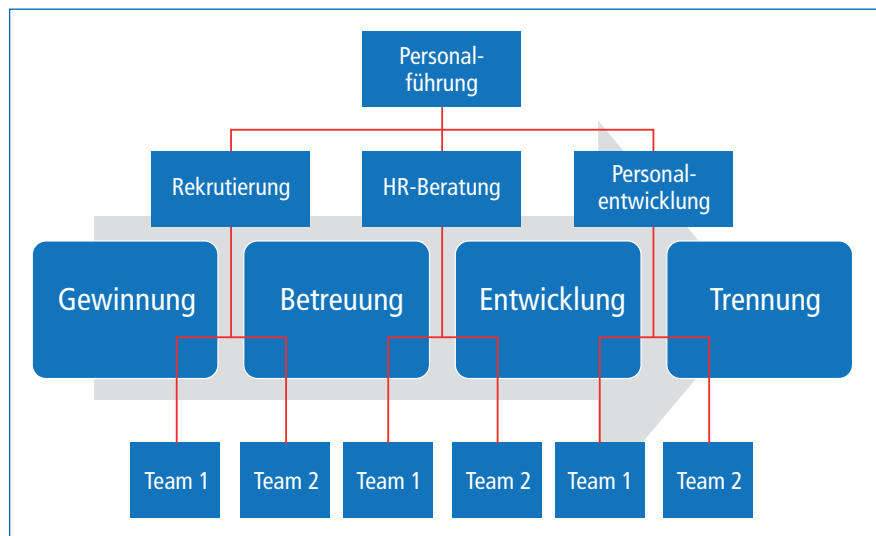 Personal-
führung
Rekrutierung
HR-Beratung
Personal-
entwicklung
Gewinnung
Betreuung
Entwicklung
Trennung
Team 1
Team 2
Team 1
Team 2
Team 1
Team 2